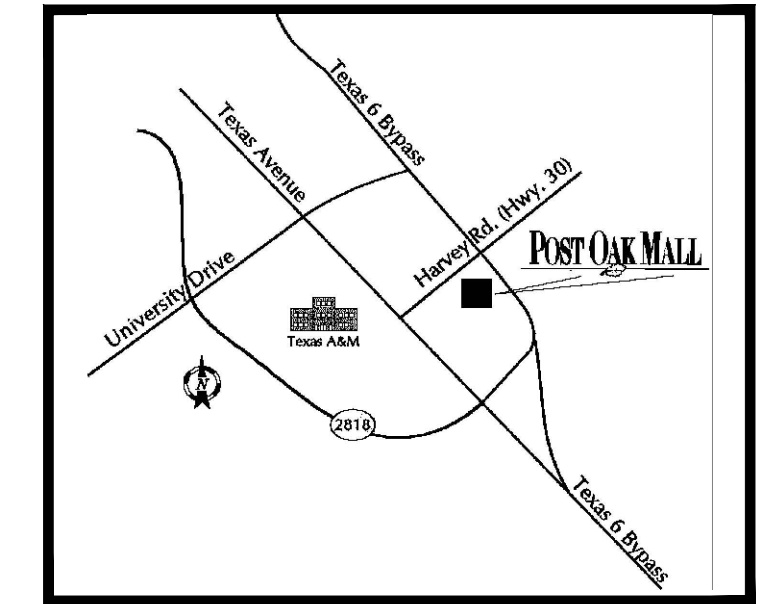 Texas 6 Bypass
Texas Avenue
Harvey Rd. (Hwy. 30)
POST OAK MALL
University Drive
Texas A&M
N
2818
Texas 6 Bypass